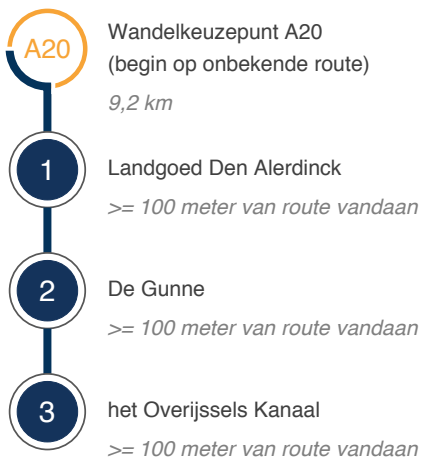 A20
Wandelkeuzepunt A20
(begin op onbekende route)
9,2 km
1
Landgoed Den Alerdinck
>= 100 meter van route vandaan
2
De Gunne
>= 100 meter van route vandaan
3
het Overijssels Kanaal
>= 100 meter van route vandaan